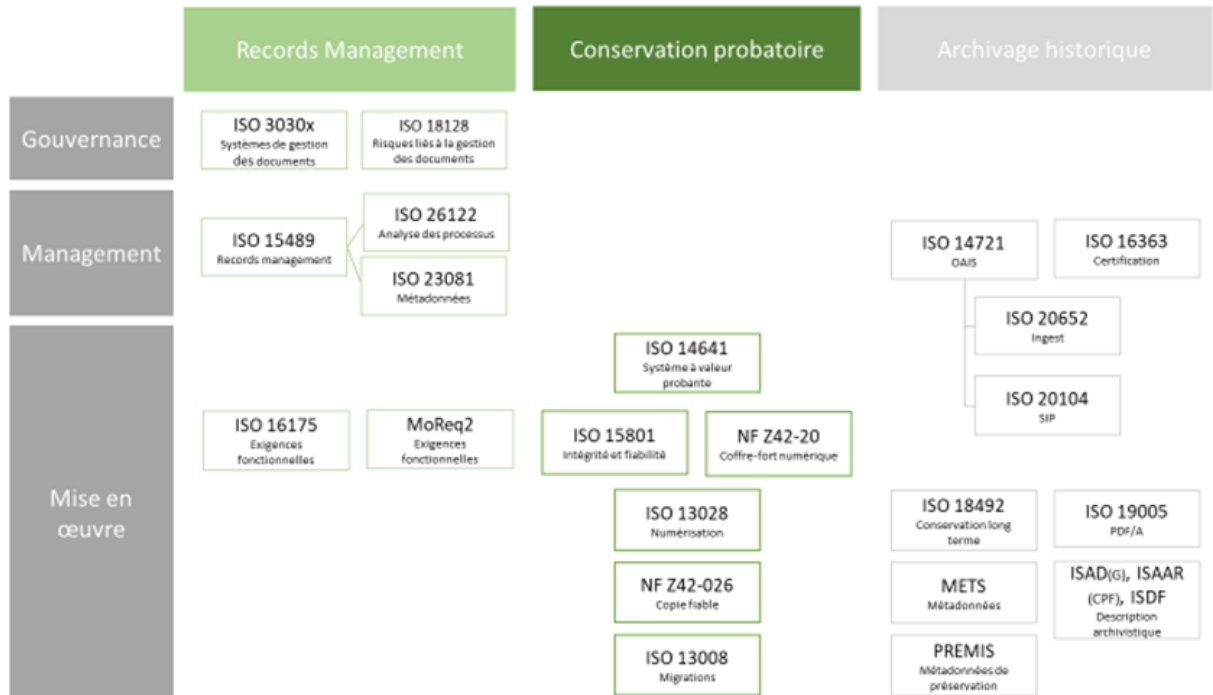 Records Management
Conservation probatoire
Archivage historique
Gouvernance
ISO 3030x
Systèmes de gestion
des documents
ISO 18128
Risques liés à la gestion
des documents
Management
ISO 15489
Records management
ISO 26122
Analyse des processus
ISO 23081
Métadonnées
ISO 14721
OAIS
ISO 16363
Certification
ISO 20652
Ingest
ISO 20104
SIP
Mise en
œuvre
ISO 16175
Exigences
fonctionnelles
MoReq2
Exigences
fonctionnelles
ISO 14641
Système à valeur
probante
ISO 15801
Intégrité et fiabilité
NF Z42-20
Coffre-fort numérique
ISO 13028
Numérisation
NF Z42-026
Copie fiable
ISO 13008
Migrations
ISO 18492
Conservation long
terme
ISO 19005
PDF/A
METS
Métadonnées
ISAD(G), ISAAR
(CPF), ISDF
Description
archivistique
PREMIS
Métadonnées de
préservation